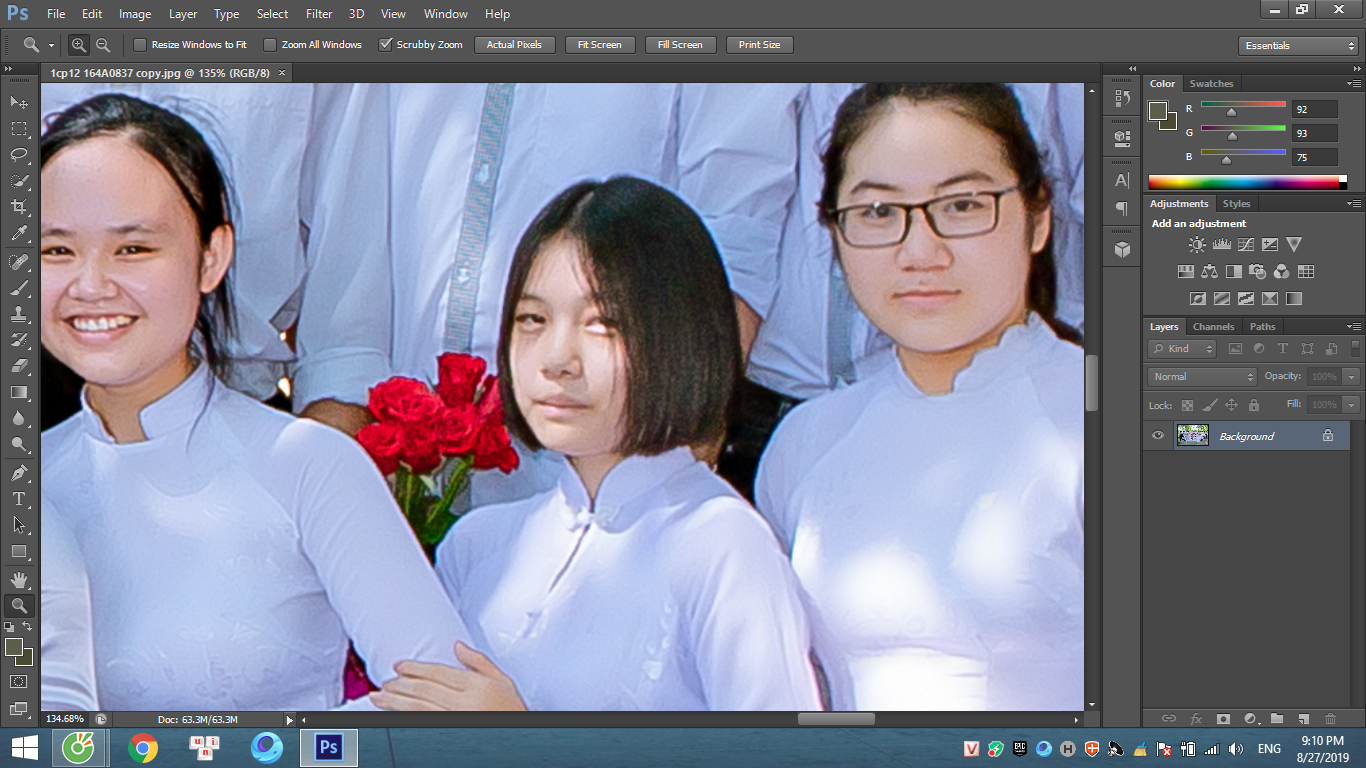 Ps File Edit Image Layer Type Select Filter 3D View Window Help
Resize Windows to Fit Zoom All Windows Scrubby Zoom Actual Pixels Fit Screen Fill Screen Print Size Essentials
1cp12 164A0837 copy.jpg @ 135% (RGB/8) ×
Color Swatches
R 92
G 93
B 75
Adjustments Styles
Add an adjustment
Layers Channels Paths
Kind
Normal Opacity: 100%
Lock: Fill: 100%
Background
134.68% Doc: 63.3M/63.3M
Ps ENG 9:10 PM
8/27/2019